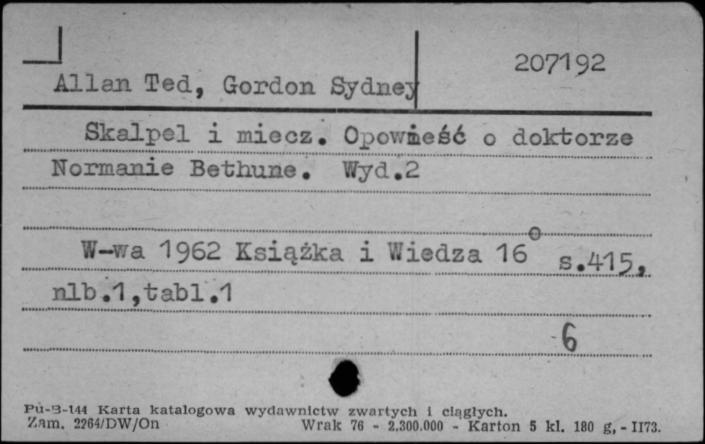 207192
Allan Ted, Gordon Sydney
Skalpel i miecz. Opowieść o doktorze
Normanie Bethune. Wyd.2
W-wa 1962 Książka i Wiedza 16° s.415,
nlb.1,tabl.1
6
Pu-B-144 Karta katalogowa wydawnictw zwartych i ciągłych.
Zam. 2264/DW/On Wrak 76 - 2,300.000 - Karton 5 kl. 180 g, - II73.